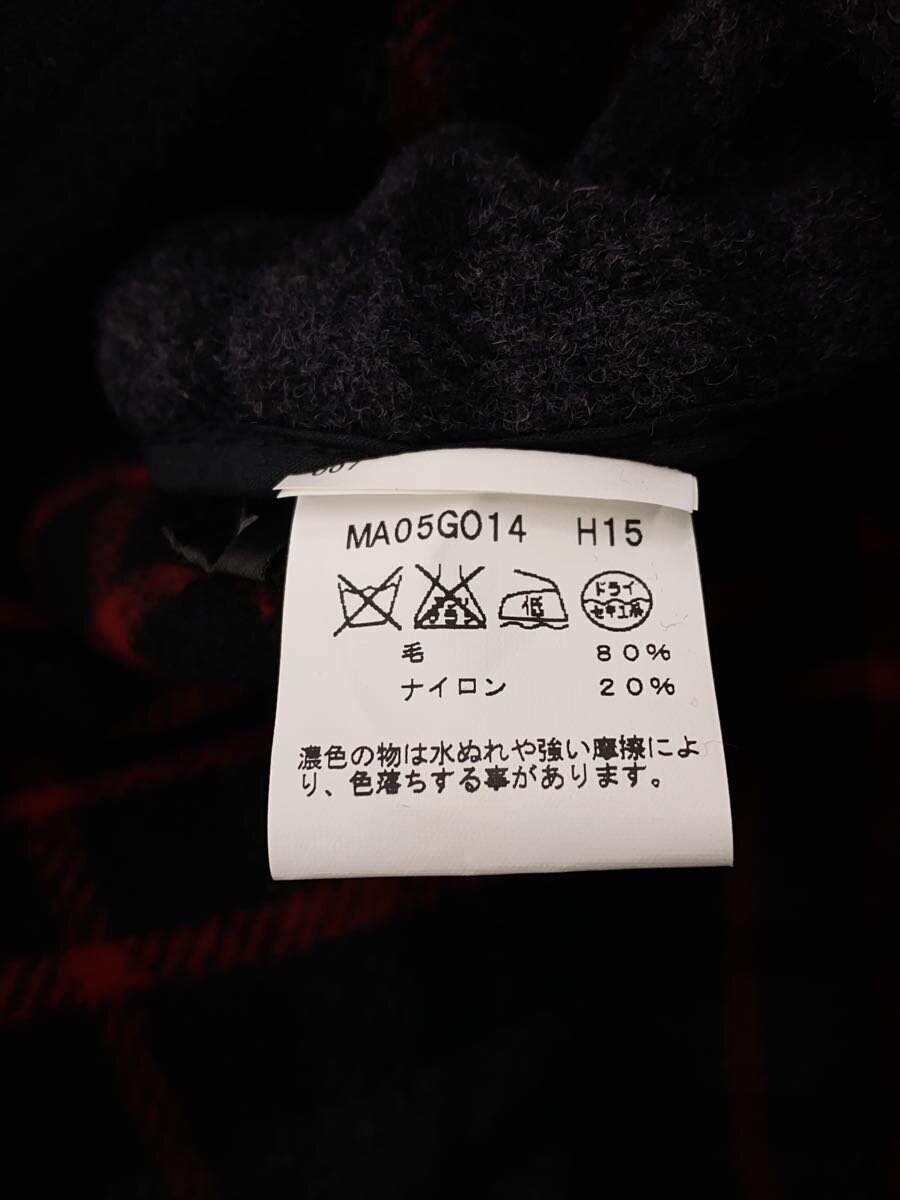 MA05G014 H15
低
ドライ
セキユ系
毛 80%
ナイロン 20%
濃色の物は水ぬれや強い摩擦によ
り、色落ちする事があります。